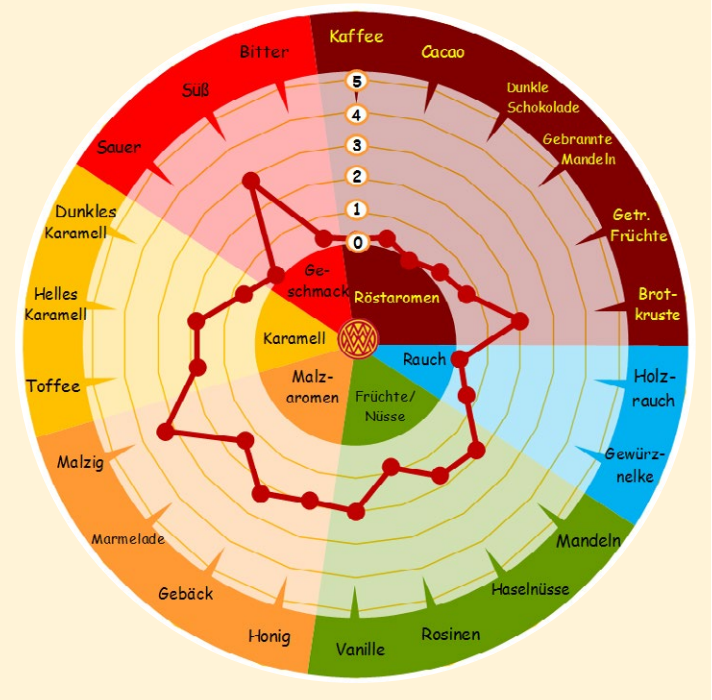 Kaffee
Cacao
Dunkle
Schokolade
Gebrannte
Mandeln
Getr.
Früchte
Brot-
kruste
Holz-
rauch
Gewürz-
nelke
Mandeln
Haselnüsse
Rosinen
Vanille
Honig
Gebäck
Marmelade
Malzig
Toffee
Helles
Karamell
Dunkles
Karamell
Sauer
Süß
Bitter
5
4
3
2
1
0
Ge-
schmack
Röstaromen
Rauch
Früchte/
Nüsse
Malz-
aromen
Karamell